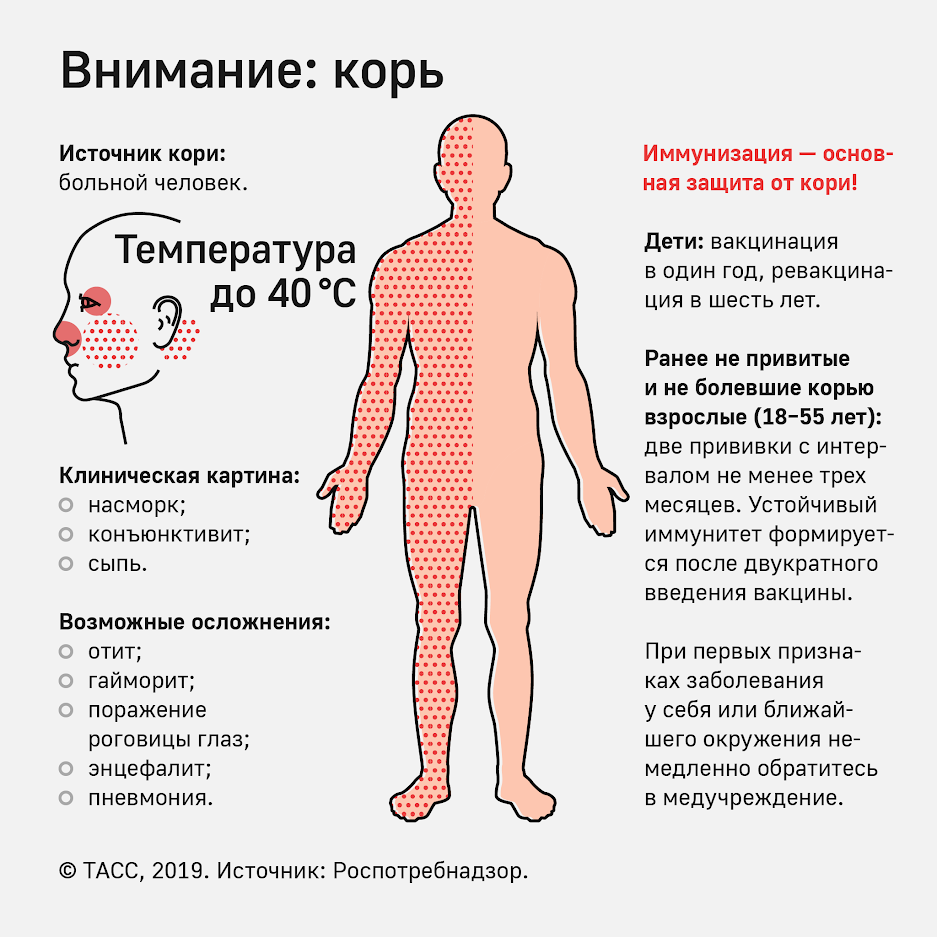 Внимание: корь
Источник кори:
больной человек.
Температура
до 40 °C
Клиническая картина:
насморк;
конъюнктивит;
сыпь.
Возможные осложнения:
отит;
гайморит;
поражение
роговицы глаз;
энцефалит;
пневмония.
Иммунизация — основ-
ная защита от кори!
Дети: вакцинация
в один год, ревакцина-
ция в шесть лет.
Ранее не привитые
и не болевшие корью
взрослые (18–55 лет):
две прививки с интер-
валом не менее трех
месяцев. Устойчивый
иммунитет формирует-
ся после двукратного
введения вакцины.
При первых призна-
ках заболевания
у себя или ближай-
шего окружения не-
медленно обратитесь
в медучреждение.
© ТАСС, 2019. Источник: Роспотребнадзор.